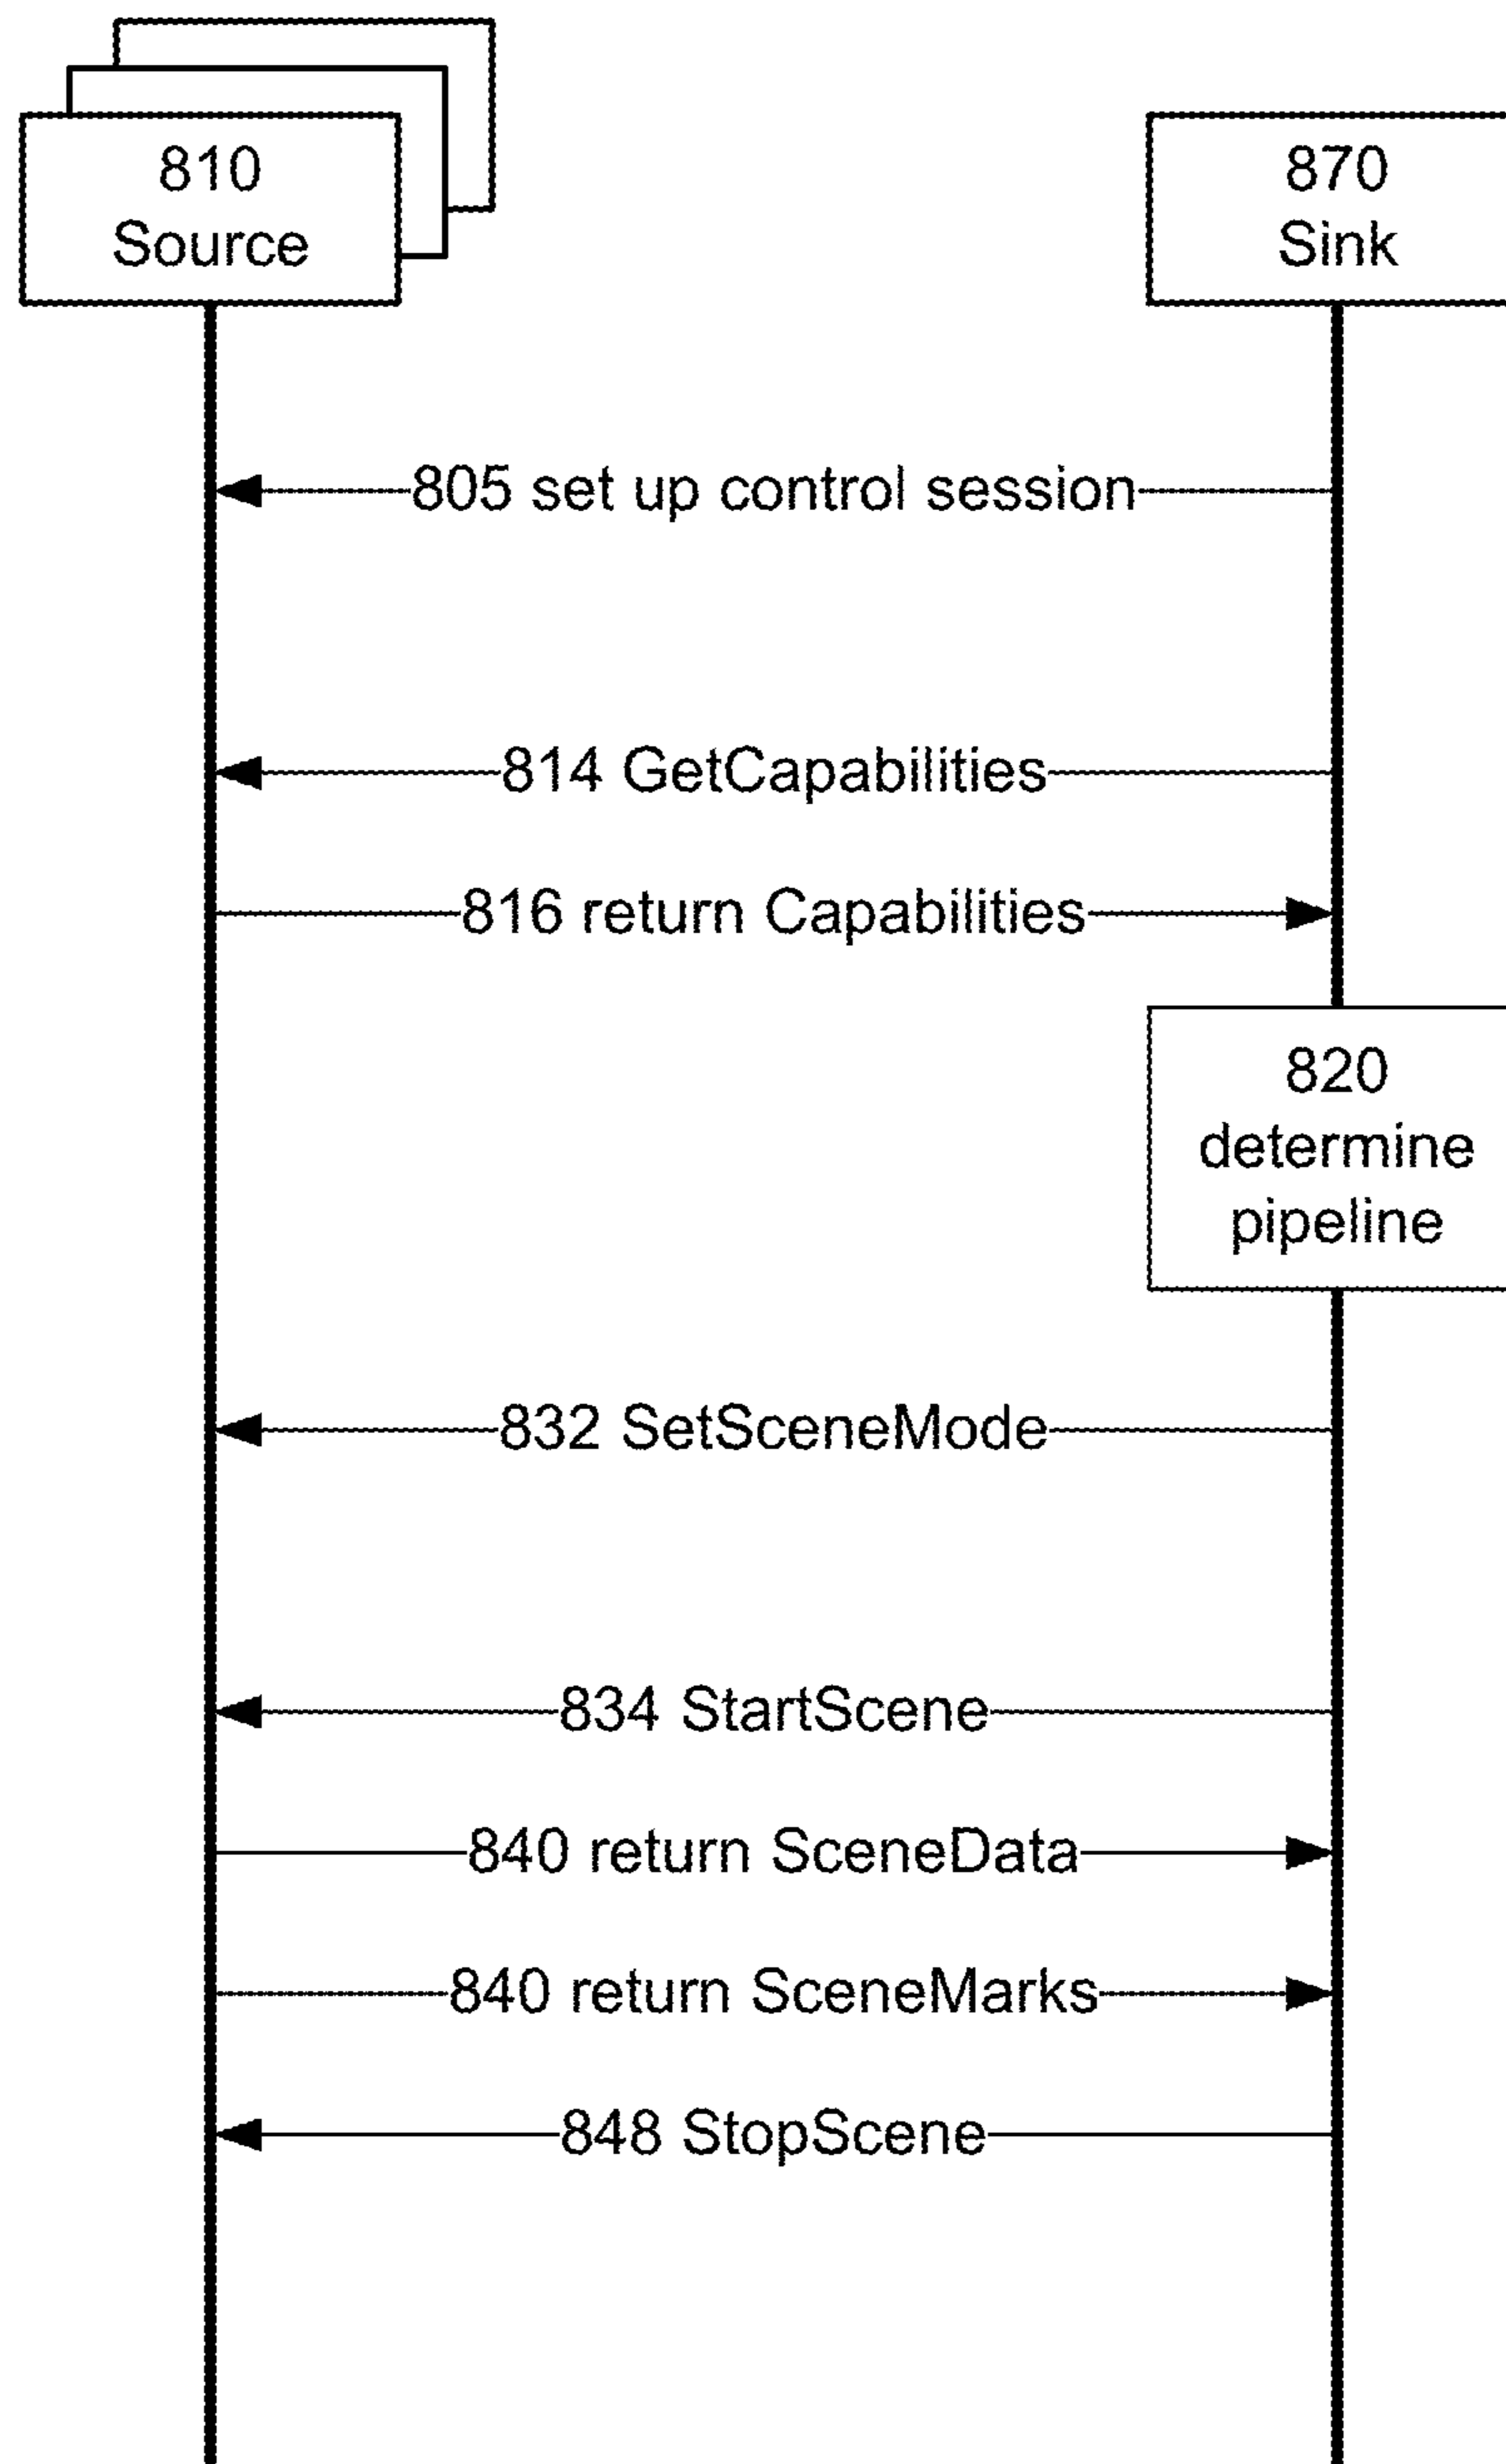 810
Source
870
Sink
805 set up control session
814 GetCapabilities
816 return Capabilities
820
determine
pipeline
832 SetSceneMode
834 StartScene
840 return SceneData
840 return SceneMarks
848 StopScene